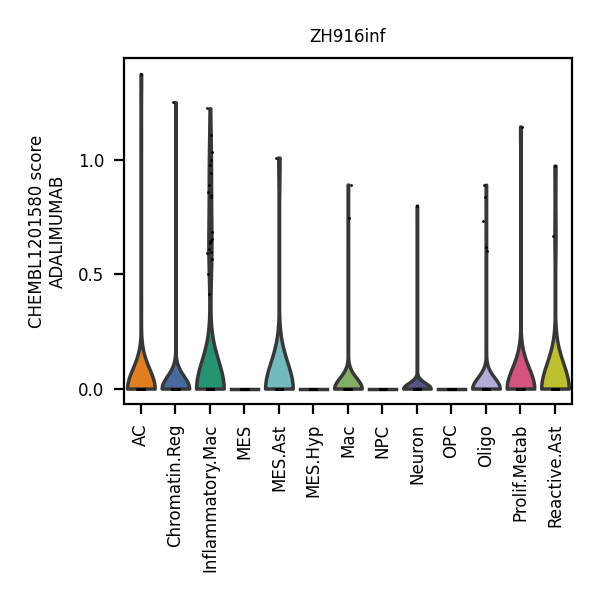 ZH916inf
CHEMBL1201580 score
ADALIMUMAB
1.0
0.5
0.0
AC
Chromatin.Reg
Inflammatory.Mac
MES
MES.Ast
MES.Hyp
Mac
NPC
Neuron
OPC
Oligo
Prolif.Metab
Reactive.Ast